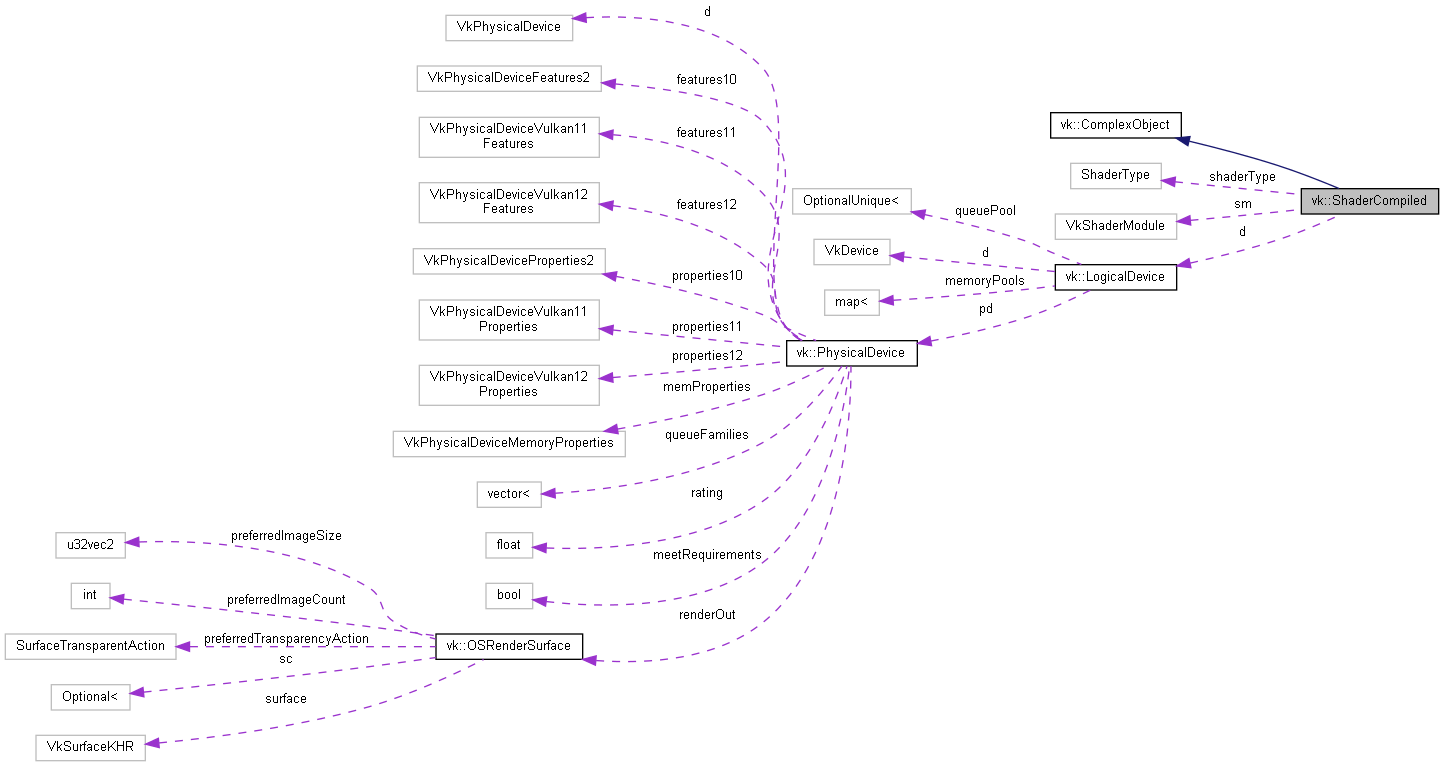 d
VkPhysicalDevice
VkPhysicalDeviceFeatures2
features10
VkPhysicalDeviceVulkan11
Features
features11
vk::ComplexObject
ShaderType
shaderType
VkPhysicalDeviceVulkan12
Features
features12
OptionalUnique<
queuePool
sm
vk::ShaderCompiled
VkShaderModule
d
VkDevice
d
VkPhysicalDeviceProperties2
properties10
memoryPools
vk::LogicalDevice
map<
pd
VkPhysicalDeviceVulkan11
Properties
properties11
vk::PhysicalDevice
properties12
VkPhysicalDeviceVulkan12
Properties
memProperties
VkPhysicalDeviceMemoryProperties
queueFamilies
vector<
rating
float
u32vec2
preferredImageSize
meetRequirements
bool
int
preferredImageCount
renderOut
SurfaceTransparentAction
preferredTransparencyAction
vk::OSRenderSurface
sc
Optional<
surface
VkSurfaceKHR